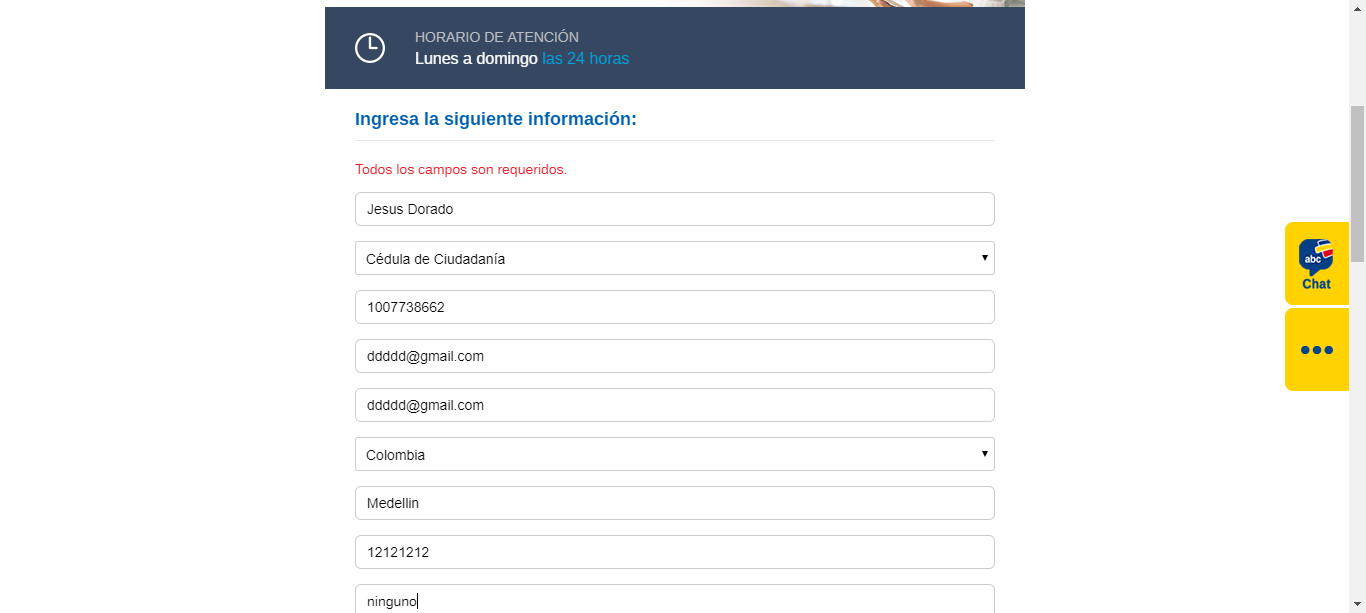 HORARIO DE ATENCIÓN
Lunes a domingo las 24 horas
Ingresa la siguiente información:
Todos los campos son requeridos.
Jesus Dorado
Cédula de Ciudadanía
1007738662
ddddd@gmail.com
ddddd@gmail.com
Colombia
Medellin
12121212
ninguno
abc
Chat